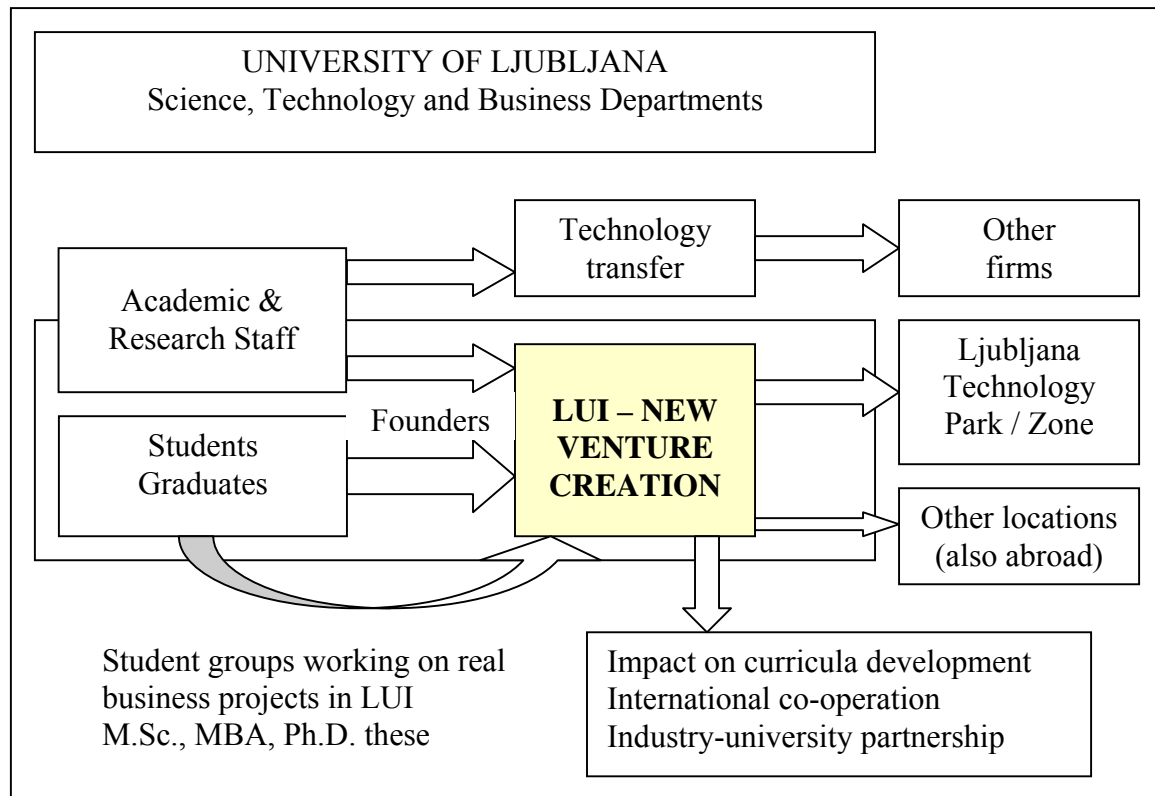 UNIVERSITY OF LJUBLJANA
Science, Technology and Business Departments
Technology
transfer
Other
firms
Academic &
Research Staff
Ljubljana
Technology
Park / Zone
Founders
LUI – NEW
VENTURE
CREATION
Students
Graduates
Other locations
(also abroad)
Student groups working on real
business projects in LUI
M.Sc., MBA, Ph.D. these
Impact on curricula development
International co-operation
Industry-university partnership